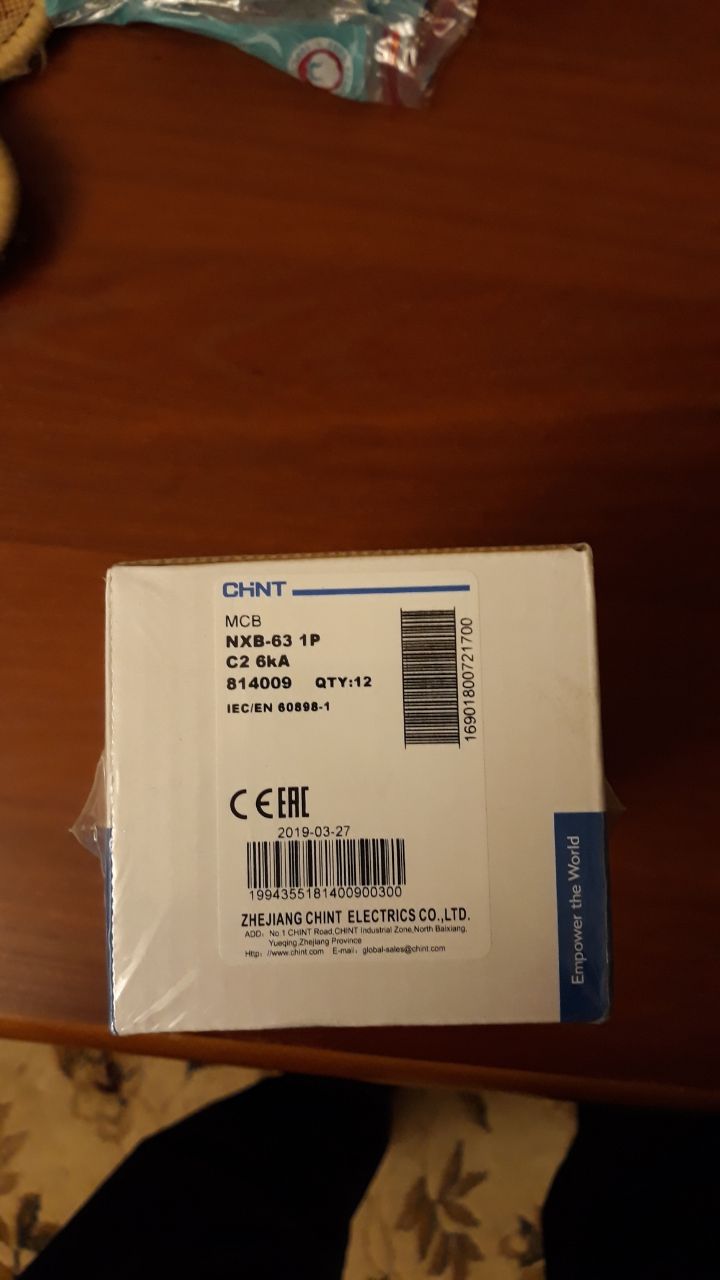 CHiNT
MCB
NXB-63 1P
C2 6kA
814009 QTY:12
IEC/EN 60898-1
16901800721700
CE EAC
2019-03-27
1994355181400900300
ZHEJIANG CHINT ELECTRICS CO.,LTD.
ADD: No.1 CHINT Road,CHINT Industrial Zone,North Baixiang,
Yueqing,Zhejiang Province
Http: //www.chint.com E-mail: global-sales@chint.com
Empower the World